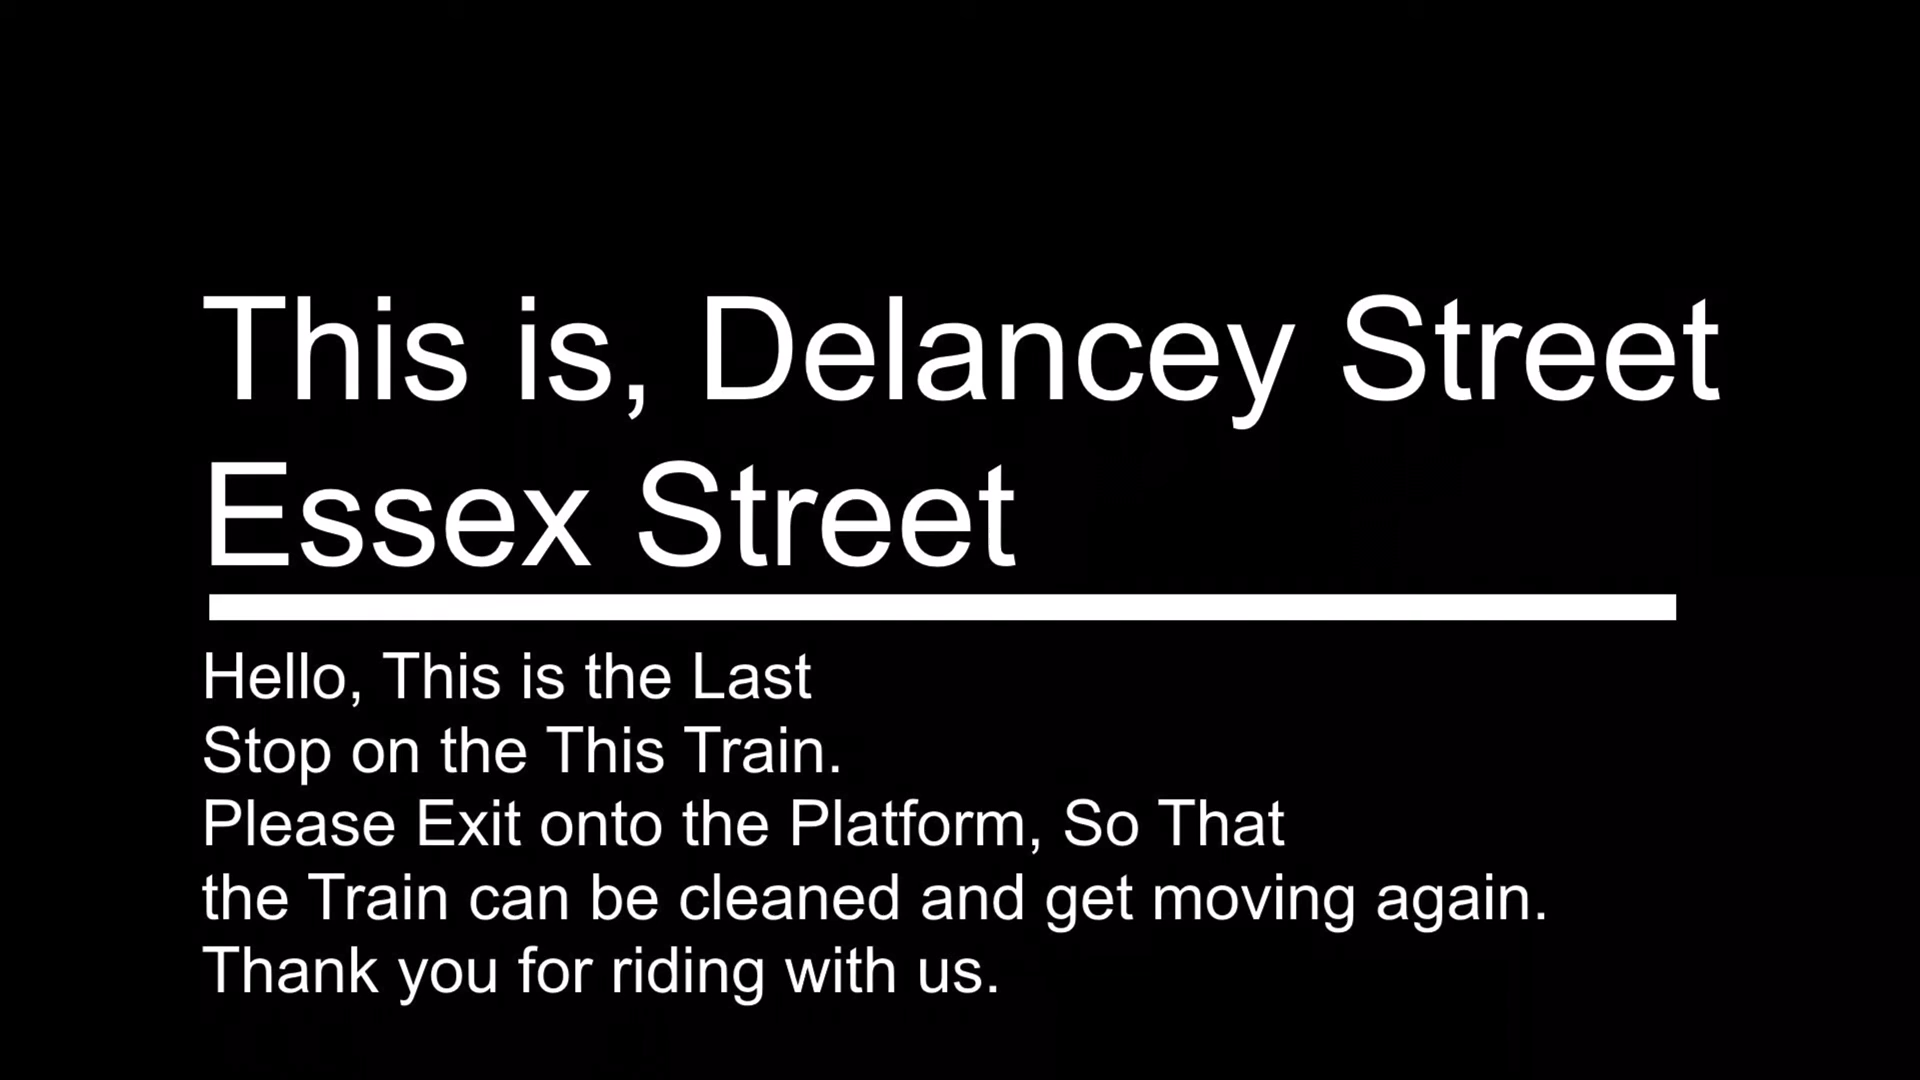 This is, Delancey Street
Essex Street
Hello, This is the Last
Stop on the This Train.
Please Exit onto the Platform, So That
the Train can be cleaned and get moving again.
Thank you for riding with us.